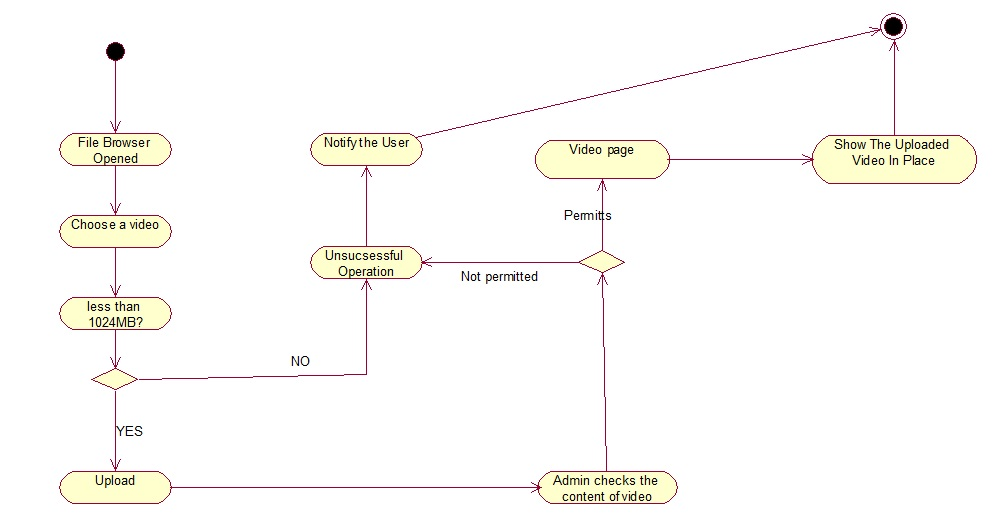 File Browser
Opened
Choose a video
less than
1024MB?
NO
YES
Upload
Notify the User
Unsucsessful
Operation
Not permitted
Permitts
Video page
Show The Uploaded
Video In Place
Admin checks the
content of video